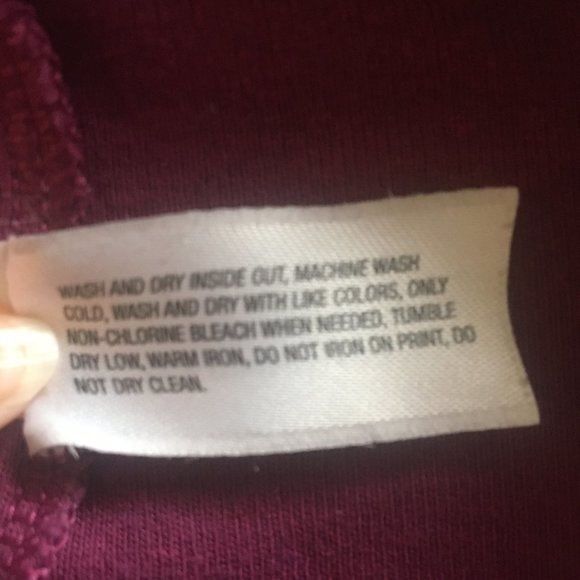 WASH AND DRY INSIDE OUT, MACHINE WASH
COLD, WASH AND DRY WITH LIKE COLORS, ONLY
NON-CHLORINE BLEACH WHEN NEEDED, TUMBLE
DRY LOW, WARM IRON, DO NOT IRON ON PRINT, DO
NOT DRY CLEAN.